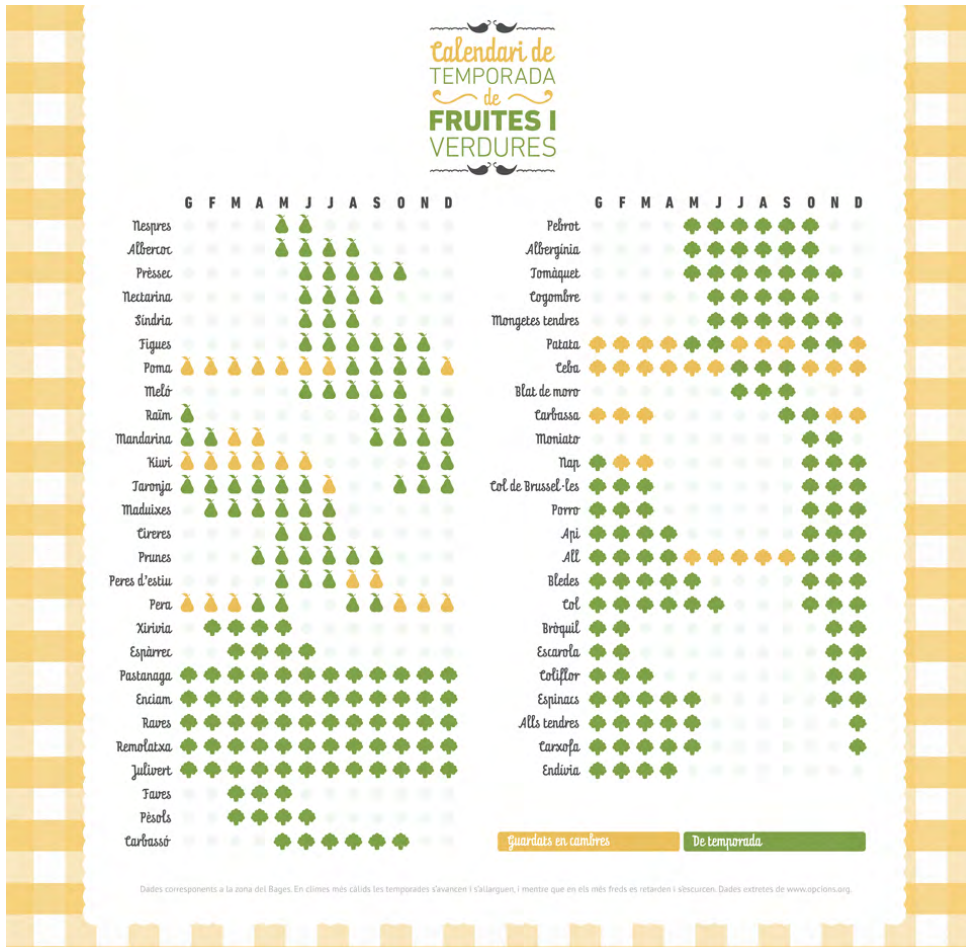 Calendari de
TEMPORADA
de
FRUITES I
VERDURES
G F M A M J J A S O N D
Nespres
Albercoc
Préssec
Nectarina
Síndria
Figues
Poma
Meló
Raïm
Mandarina
Kiwi
Taronja
Maduixes
Cireres
Prunes
Peres d'estiu
Pera
Xirivia
Espàrrec
Pastanaga
Enciam
Raves
Remolatxa
Julivert
Faves
Pèsols
Carbassó
G F M A M J J A S O N D
Pebrot
Albergínia
Tomàquet
Cogombre
Mongetes tendres
Patata
Ceba
Blat de moro
Carbassa
Moniato
Nap
Col de Brussel·les
Porro
Api
All
Bledes
Col
Bròquil
Escarola
Coliflor
Espinacs
Alls tendres
Carxofa
Endívia
Guardats en cambres
De temporada
Dades corresponents a la zona del Bages. En climes més càlids les temporades s'avancen i s'allarguen, i mentre que en els més freds es retarden i s'escurcen. Dades extretes de www.opcions.org.